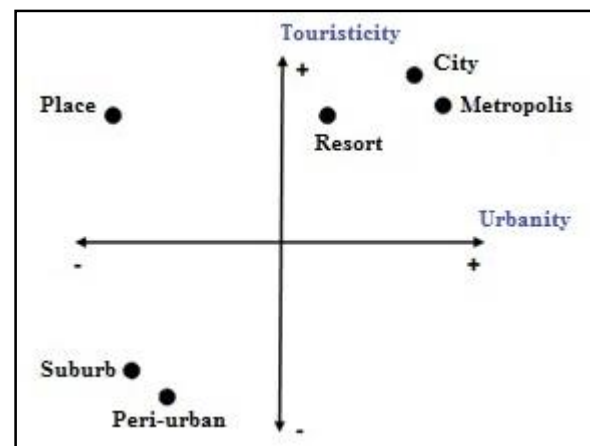 Touristicity
+
City
Place
Metropolis
Resort
Urbanity
-
+
Suburb
Peri-urban
-